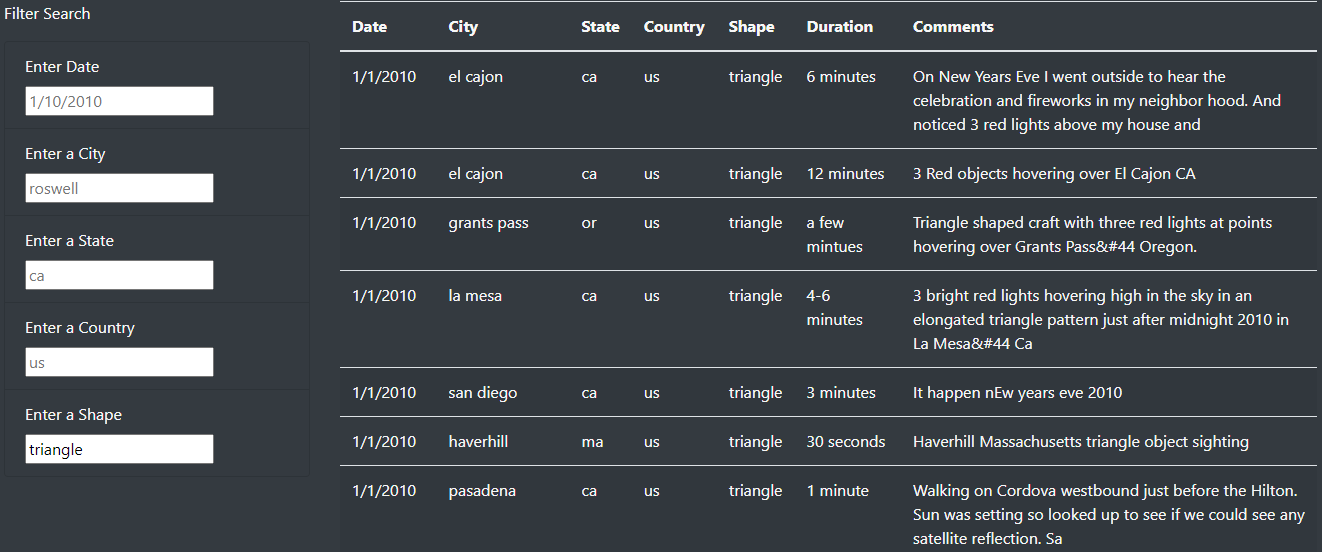 Filter Search
Enter Date
1/10/2010
Enter a City
roswell
Enter a State
ca
Enter a Country
us
Enter a Shape
triangle
Date City State Country Shape Duration Comments
1/1/2010 el cajon ca us triangle 6 minutes On New Years Eve I went outside to hear the
celebration and fireworks in my neighbor hood. And
noticed 3 red lights above my house and
1/1/2010 el cajon ca us triangle 12 minutes 3 Red objects hovering over El Cajon CA
1/1/2010 grants pass or us triangle a few Triangle shaped craft with three red lights at points
mintues hovering over Grants Pass&#44 Oregon.
1/1/2010 la mesa ca us triangle 4-6 3 bright red lights hovering high in the sky in an
minutes elongated triangle pattern just after midnight 2010 in
La Mesa&#44 Ca
1/1/2010 san diego ca us triangle 3 minutes It happen nEw years eve 2010
1/1/2010 haverhill ma us triangle 30 seconds Haverhill Massachusetts triangle object sighting
1/1/2010 pasadena ca us triangle 1 minute Walking on Cordova westbound just before the Hilton.
Sun was setting so looked up to see if we could see any
satellite reflection. Sa